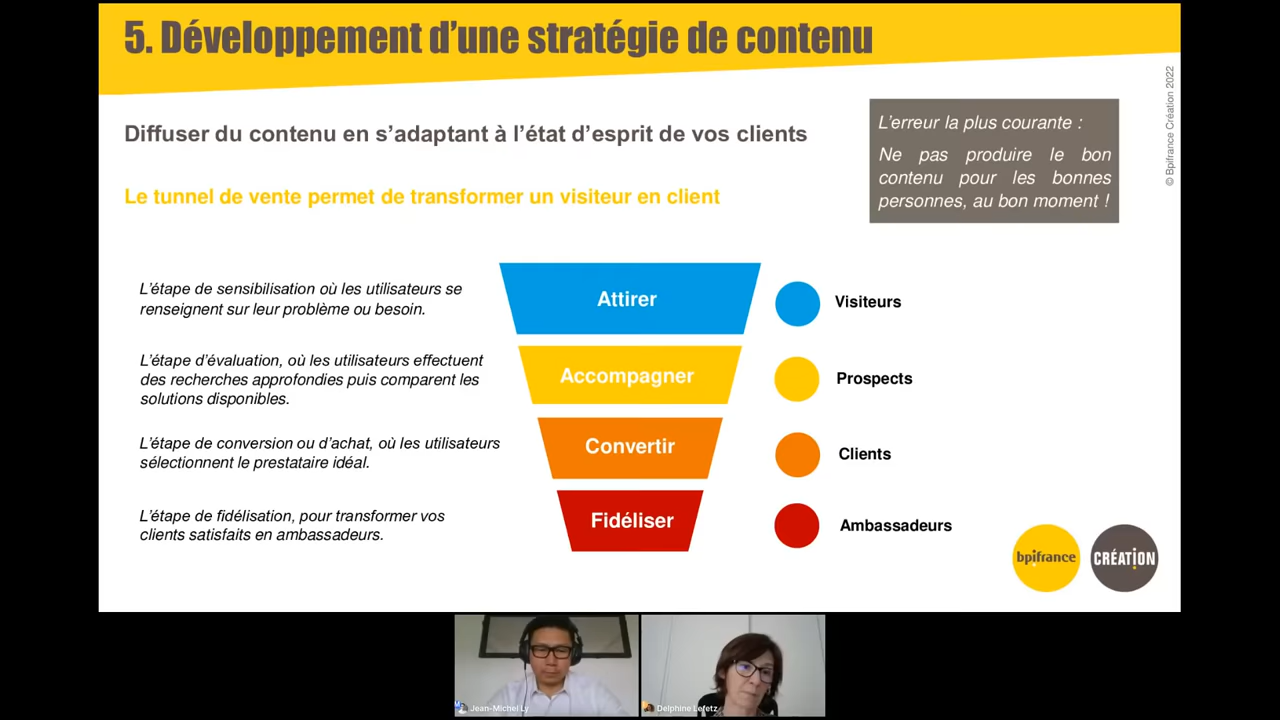 5. Développement d'une stratégie de contenu
© Bpifrance Création 2022
Diffuser du contenu en s'adaptant à l'état d'esprit de vos clients
L'erreur la plus courante :
Ne pas produire le bon
contenu pour les bonnes
personnes, au bon moment !
Le tunnel de vente permet de transformer un visiteur en client
L'étape de sensibilisation où les utilisateurs se
renseignent sur leur problème ou besoin.
Attirer
Visiteurs
L'étape d'évaluation, où les utilisateurs effectuent
des recherches approfondies puis comparent les
solutions disponibles.
Accompagner
Prospects
L'étape de conversion ou d'achat, où les utilisateurs
sélectionnent le prestataire idéal.
Convertir
Clients
L'étape de fidélisation, pour transformer vos
clients satisfaits en ambassadeurs.
Fidéliser
Ambassadeurs
bpifrance
CRÉATION
Jean-Michel Ly
Delphine Lefetz